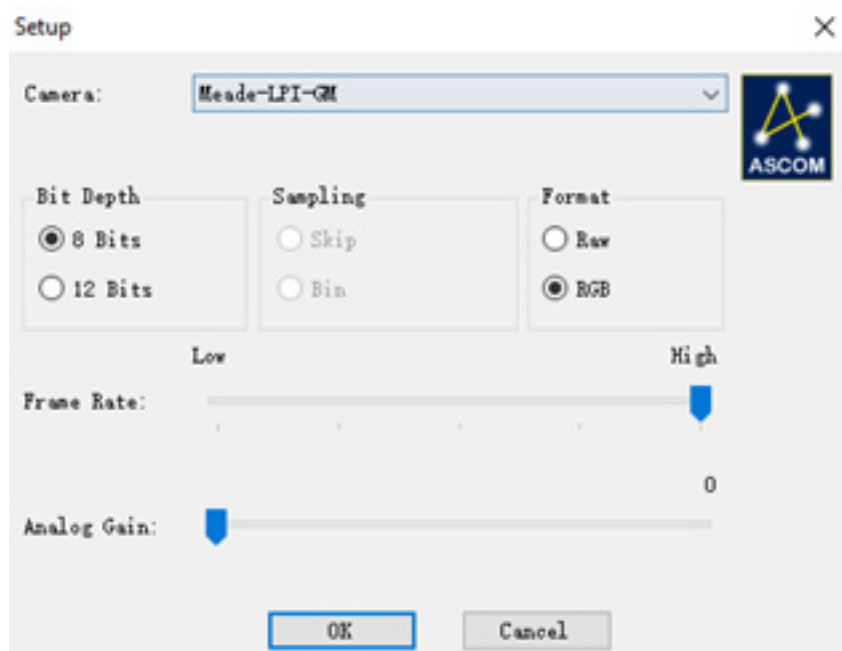 Setup
Camera: Meade-LPI-GM
ASCOM
Bit Depth Sampling Format
8 Bits Skip Raw
12 Bits Bin RGB
Low High
Frame Rate:
0
Analog Gain:
OK Cancel